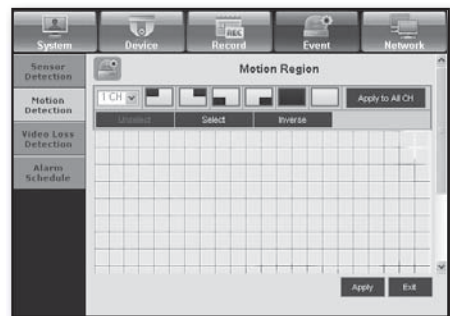 System Device Record Event Network
Sensor
Detection
Motion
Detection
Video Loss
Detection
Alarm
Schedule
Motion Region
1 CH
Apply to All CH
Unselect Select Inverse
Apply Exit